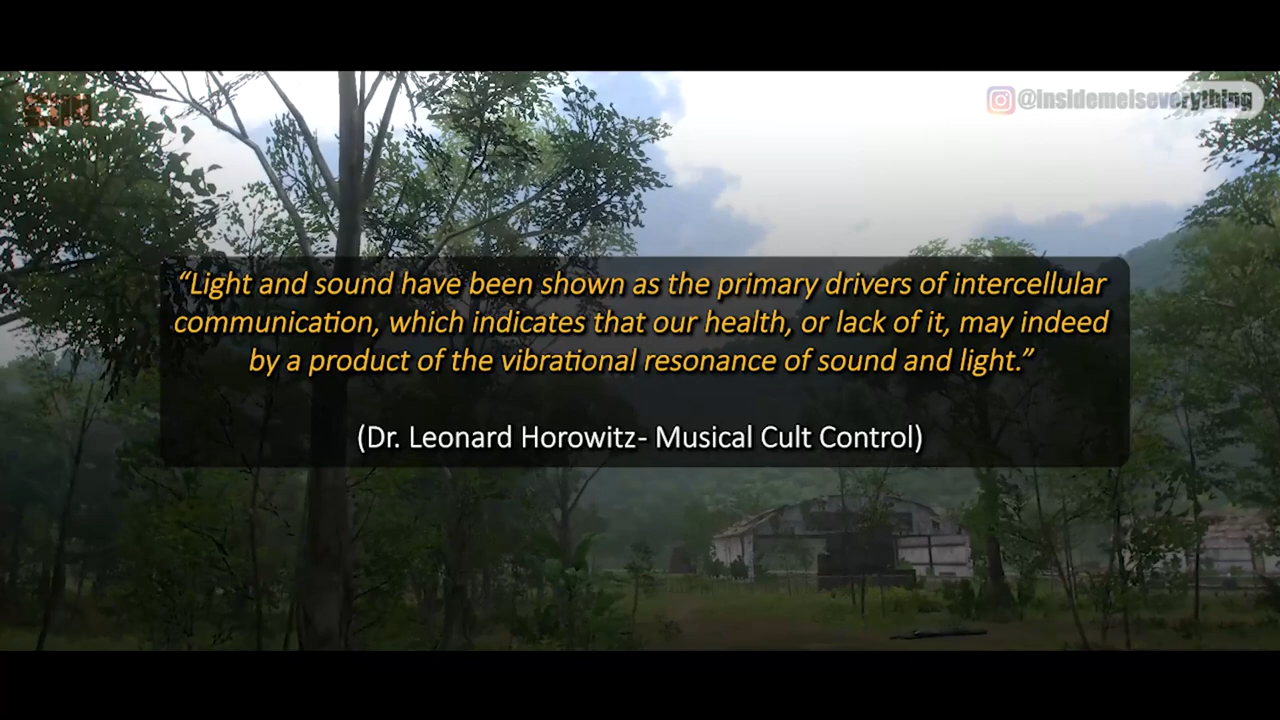 @insidemeiseverything
“Light and sound have been shown as the primary drivers of intercellular
communication, which indicates that our health, or lack of it, may indeed
by a product of the vibrational resonance of sound and light.”
(Dr. Leonard Horowitz- Musical Cult Control)